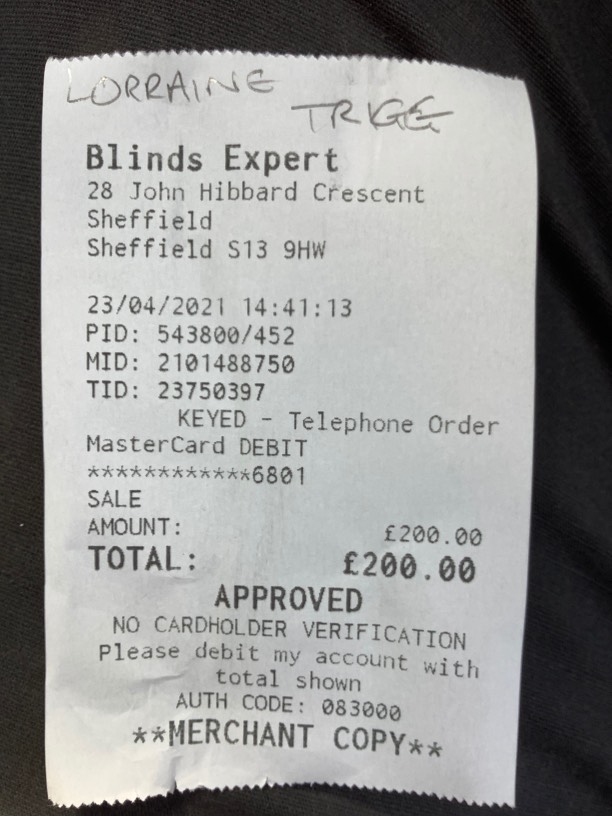 LORRAINE
TRIGG
Blinds Expert
28 John Hibbard Crescent
Sheffield
Sheffield S13 9HW
23/04/2021 14:41:13
PID: 543800/452
MID: 2101488750
TID: 23750397
KEYED - Telephone Order
MasterCard DEBIT
************6801
SALE
AMOUNT: £200.00
TOTAL: £200.00
APPROVED
NO CARDHOLDER VERIFICATION
Please debit my account with
total shown
AUTH CODE: 083000
**MERCHANT COPY**